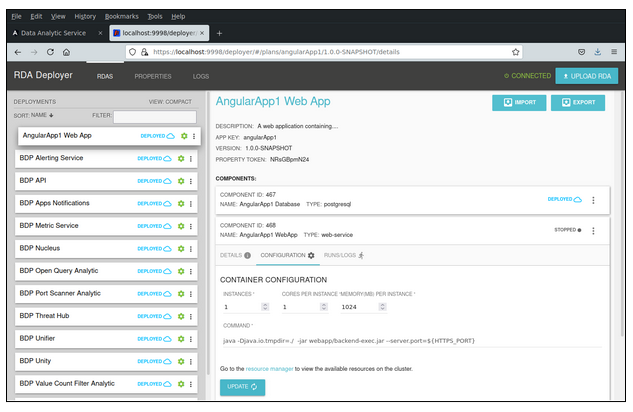 File Edit View History Bookmarks Tools Help
Data Analytic Service × localhost:9998/deployer ×
https://localhost:9998/deployer/#/plans/angularApp1/1.0.0-SNAPSHOT/details
RDA Deployer RDAS PROPERTIES LOGS CONNECTED UPLOAD RDA
DEPLOYMENTS VIEW: COMPACT
SORT: NAME FILTER:
AngularApp1 Web App DEPLOYED
BDP Alerting Service DEPLOYED
BDP API DEPLOYED
BDP Apps Notifications DEPLOYED
BDP Metric Service DEPLOYED
BDP Nucleus DEPLOYED
BDP Open Query Analytic DEPLOYED
BDP Port Scanner Analytic DEPLOYED
BDP Threat Hub DEPLOYED
BDP Unifier DEPLOYED
BDP Unity DEPLOYED
BDP Value Count Filter Analytic DEPLOYED
AngularApp1 Web App IMPORT EXPORT
DESCRIPTION: A web application containing....
APP KEY: angularApp1
VERSION: 1.0.0-SNAPSHOT
PROPERTY TOKEN: NRsGBpmN24
COMPONENTS:
COMPONENT ID: 467
NAME: AngularApp1 Database TYPE: postgresql DEPLOYED
COMPONENT ID: 468
NAME: AngularApp1 WebApp TYPE: web-service STOPPED
DETAILS CONFIGURATION RUNS/LOGS
CONTAINER CONFIGURATION
INSTANCES * CORES PER INSTANCE * MEMORY(MB) PER INSTANCE *
1 1 1024
COMMAND *
java -Djava.io.tmpdir=./ -jar webapp/backend-exec.jar --server.port=${HTTPS_PORT}
Go to the resource manager to view the available resources on the cluster.
UPDATE